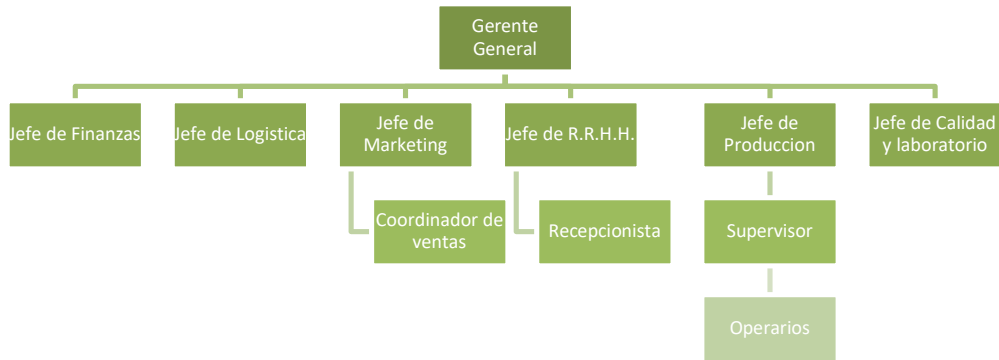 Gerente
General
Jefe de Finanzas
Jefe de Logistica
Jefe de
Marketing
Jefe de R.R.H.H.
Jefe de
Produccion
Jefe de Calidad
y laboratorio
Coordinador de
ventas
Recepcionista
Supervisor
Operarios